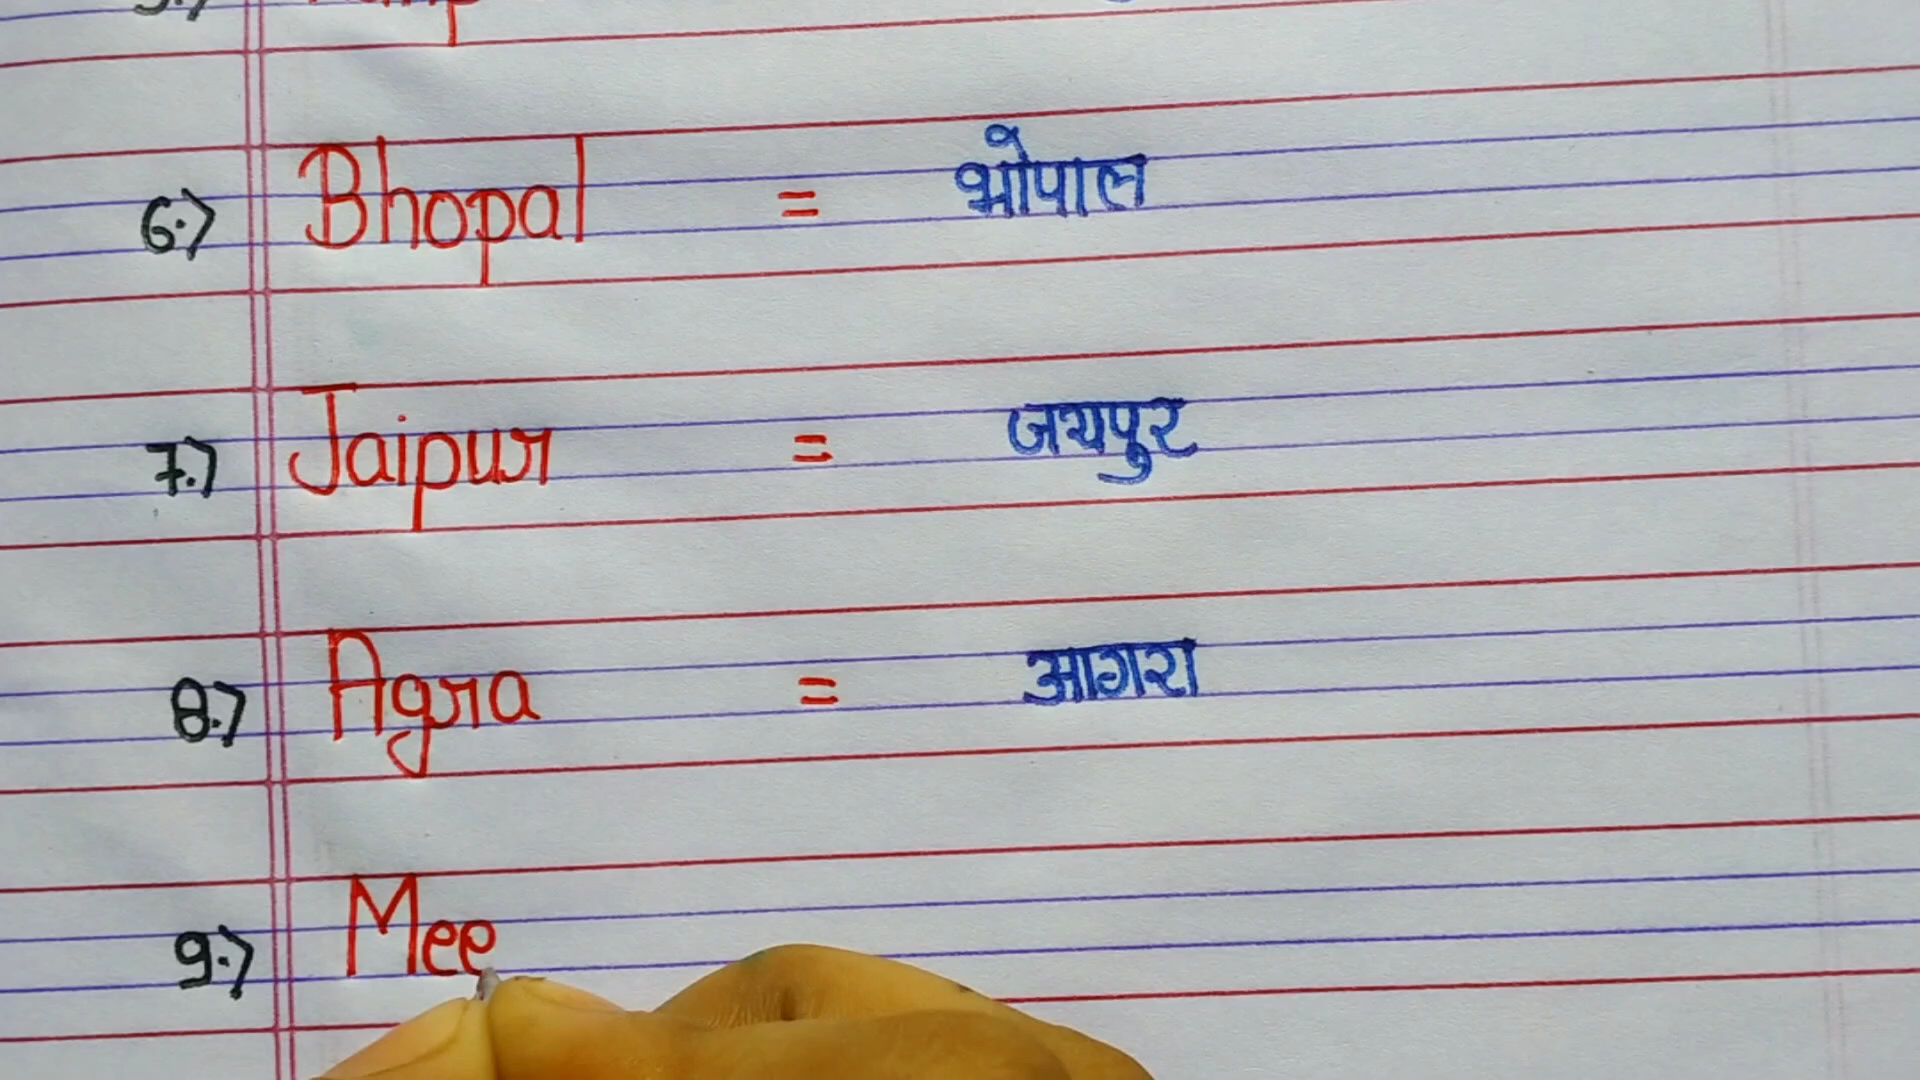 6.) Bhopal = भोपाल
7.) Jaipur = जयपुर
8.) Agra = आगरा
9.) Mee